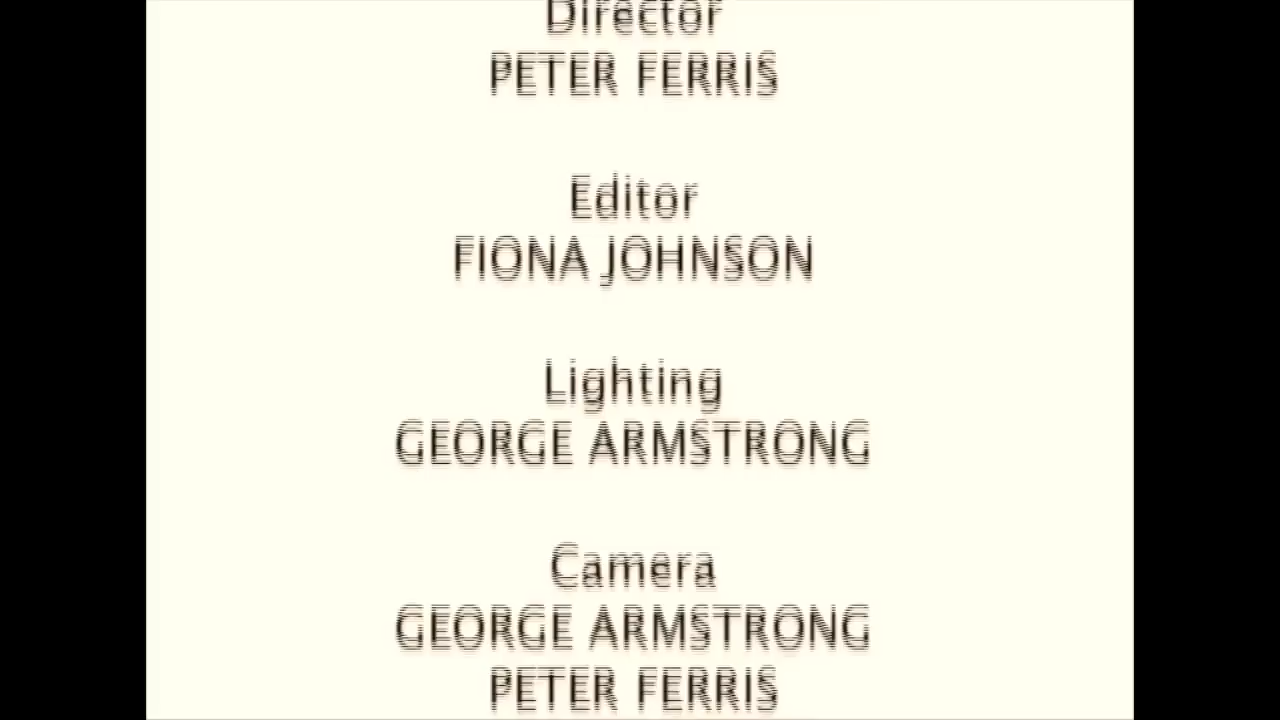 Director
PETER FERRIS
Editor
FIONA JOHNSON
Lighting
GEORGE ARMSTRONG
Camera
GEORGE ARMSTRONG
PETER FERRIS